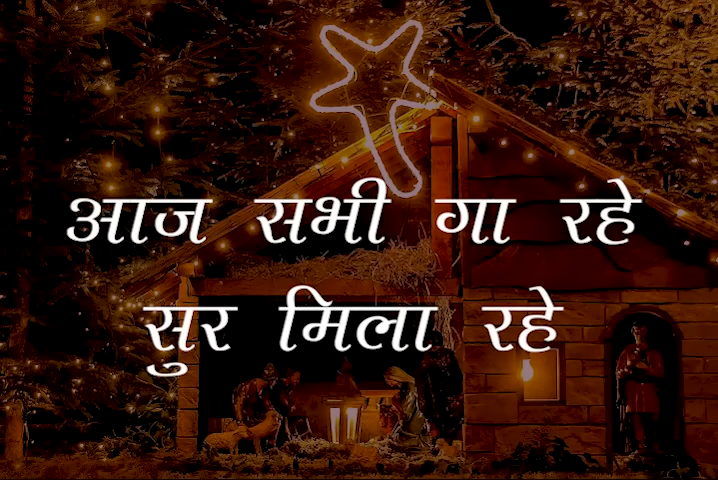 आज सभी गा रहे
सुर मिला रहे